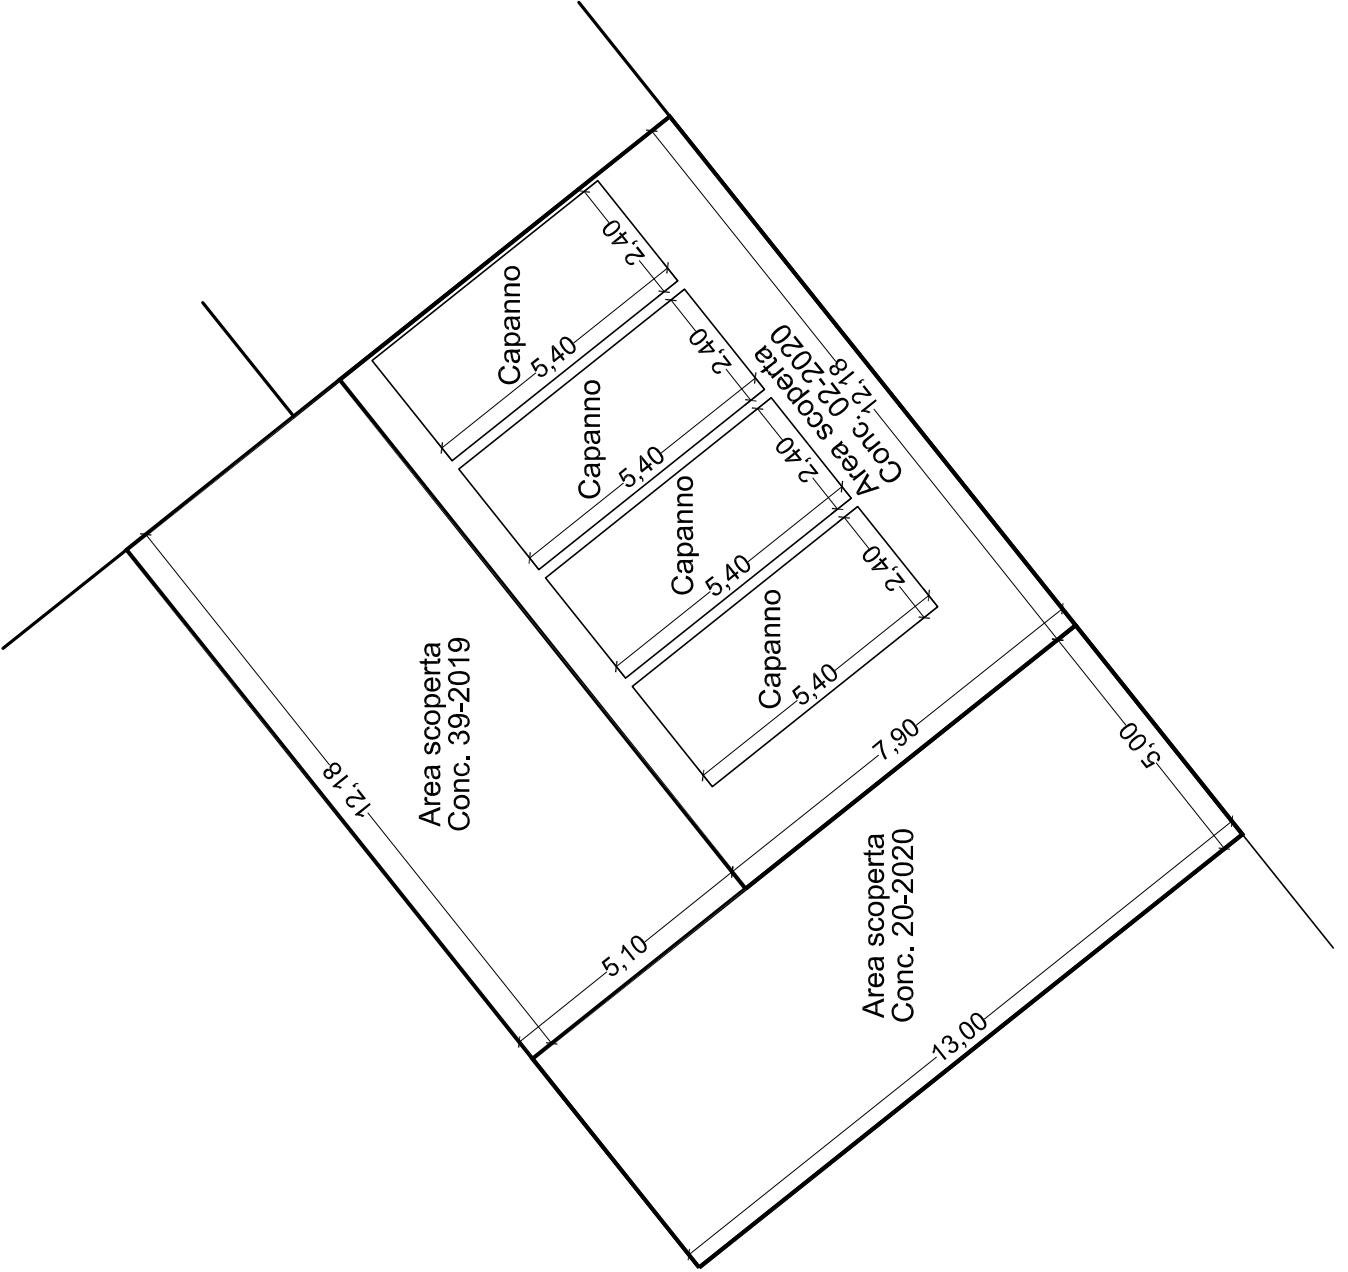 2,40
Capanno
5,40
2,40
Capanno
5,40
2,40
Capanno
5,40
2,40
Capanno
5,40
Area scoperta
Conc. 02-2020
12,18
Area scoperta
Conc. 39-2019
12,18
7,90
5,10
5,00
Area scoperta
Conc. 20-2020
13,00